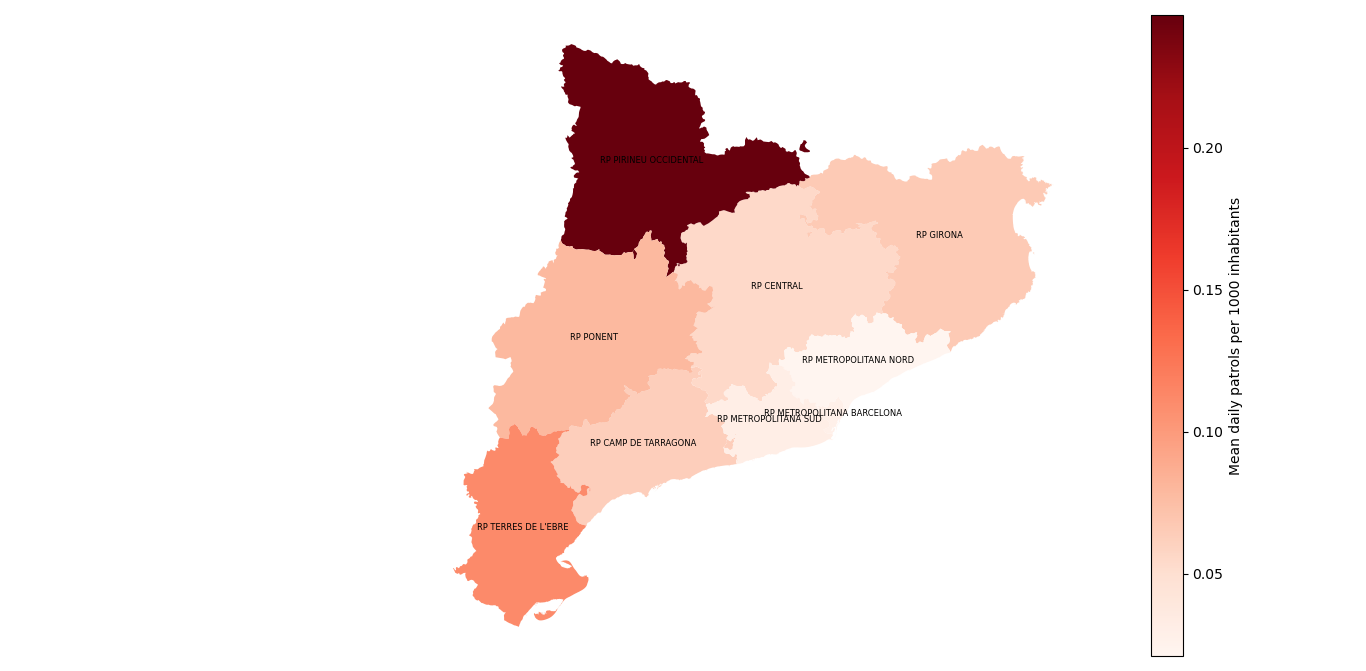 RP PIRINEU OCCIDENTAL
RP GIRONA
RP CENTRAL
RP PONENT
RP METROPOLITANA NORD
RP METROPOLITANA BARCELONA
RP METROPOLITANA SUD
RP CAMP DE TARRAGONA
RP TERRES DE L'EBRE
0.20
0.15
0.10
0.05
Mean daily patrols per 1000 inhabitants